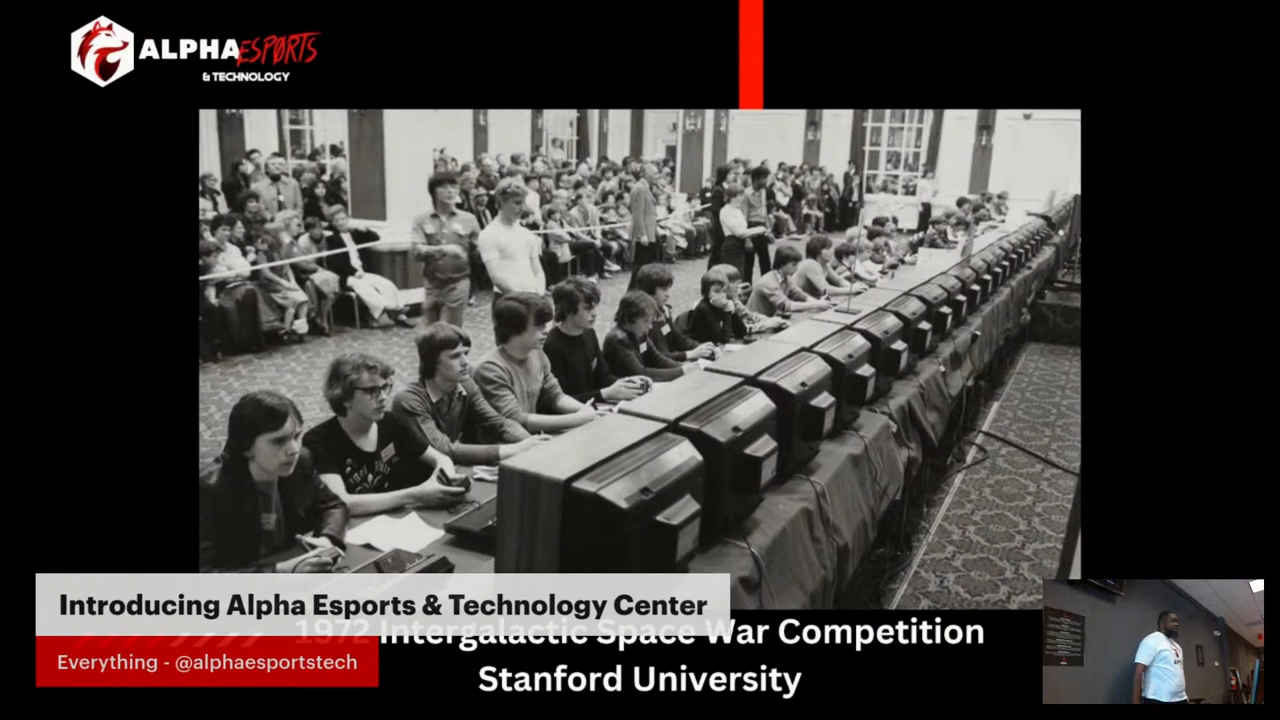 ALPHA ESPORTS
& TECHNOLOGY
Introducing Alpha Esports & Technology Center
1972 Intergalactic Space War Competition
Everything - @alphaesportstech
Stanford University